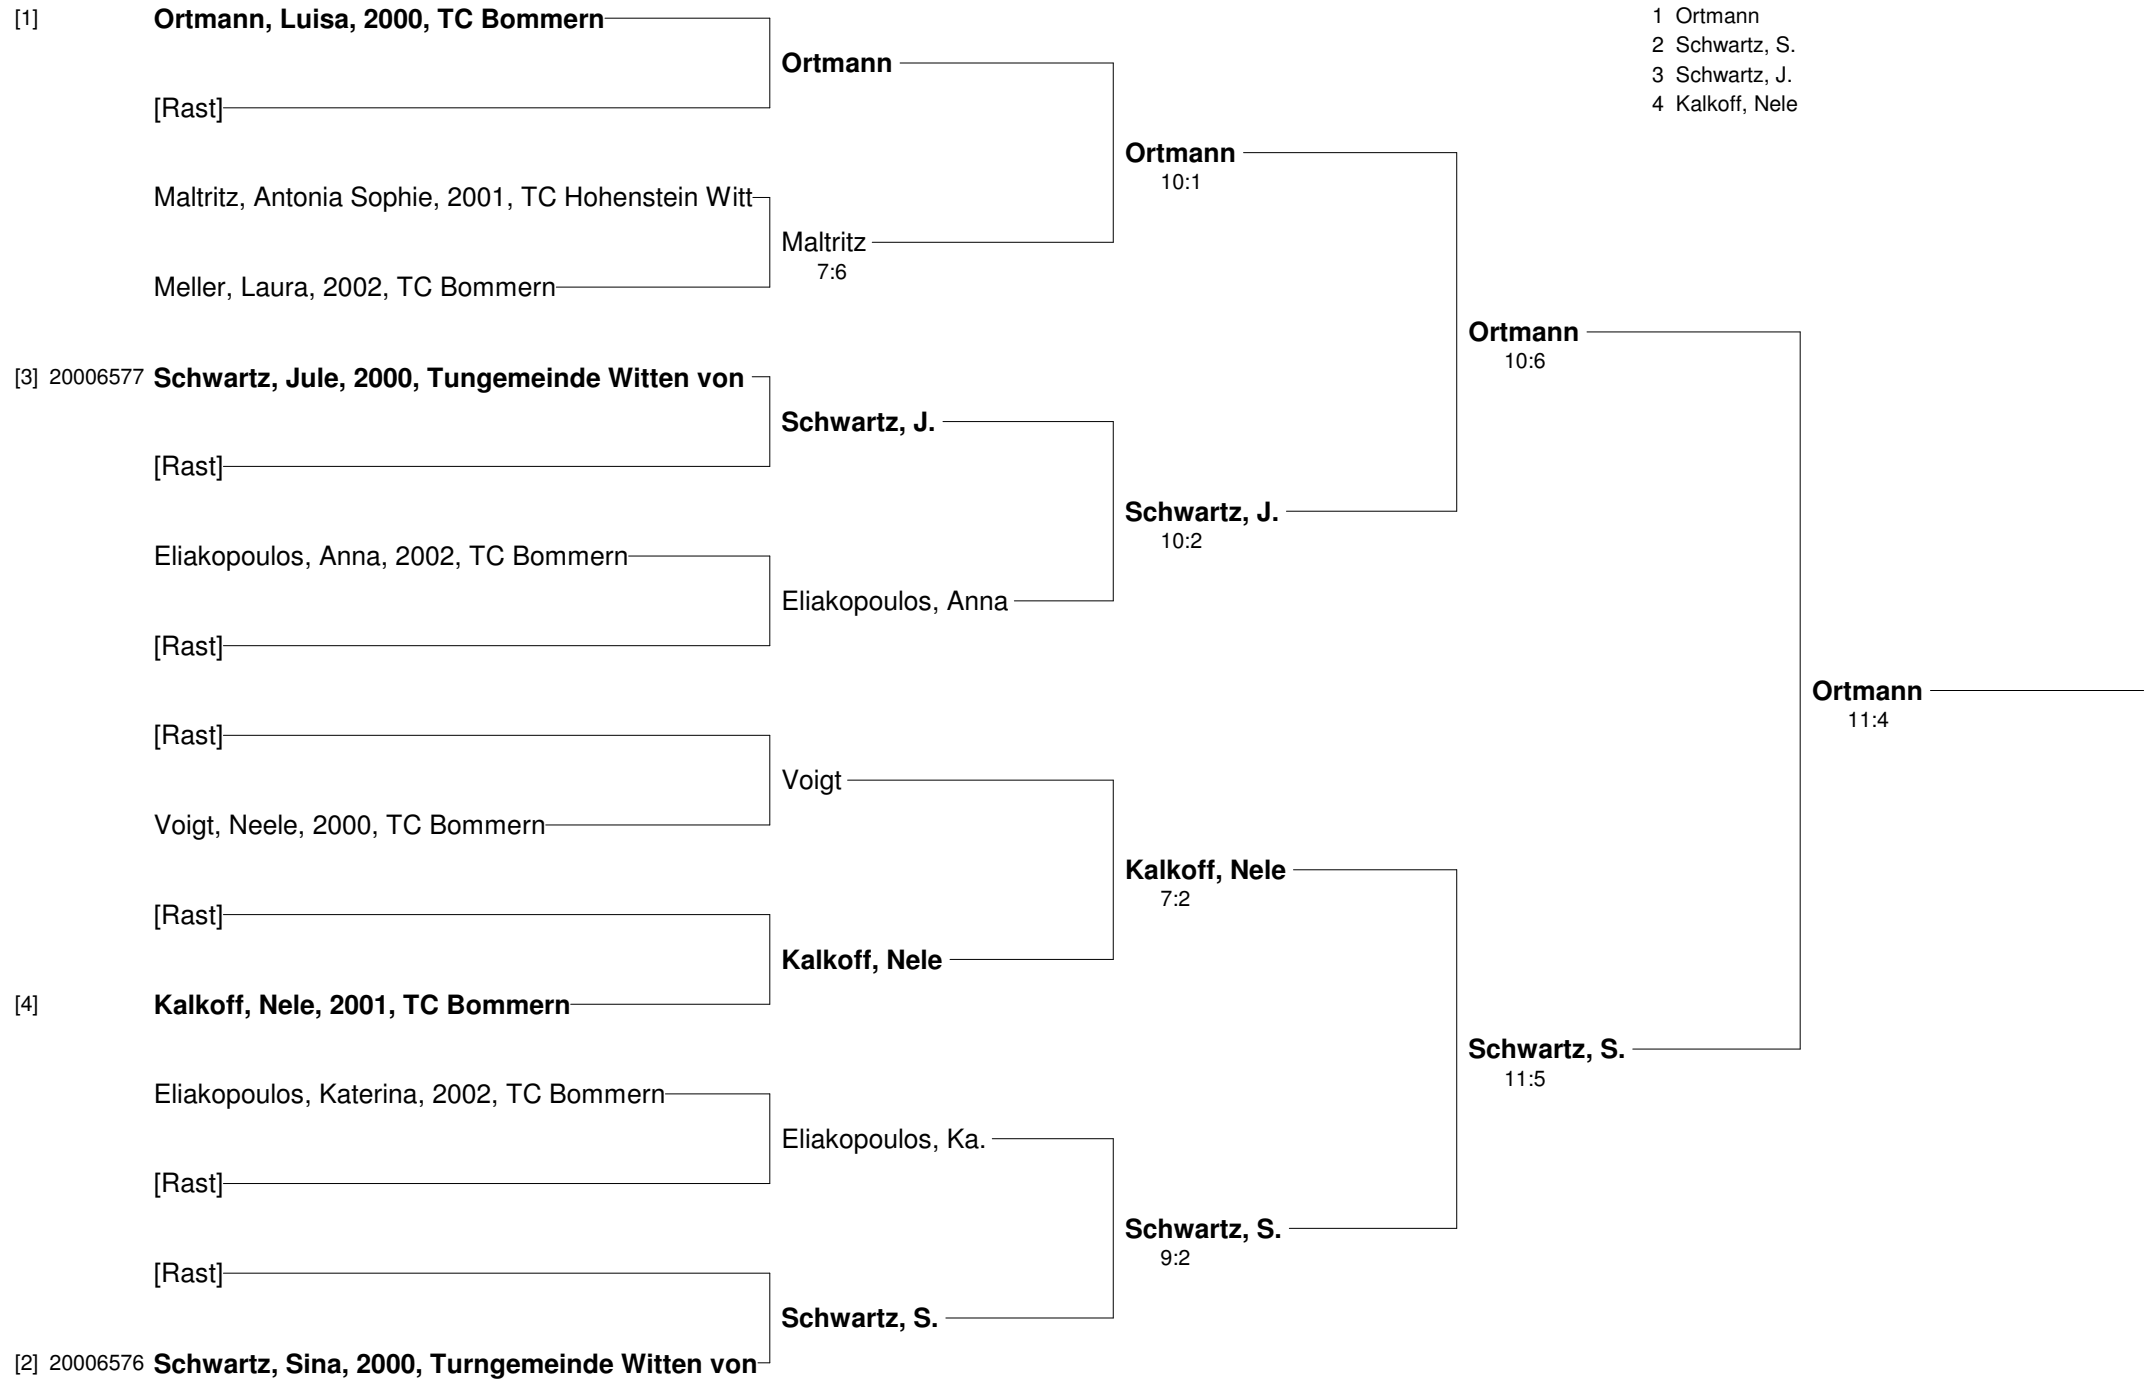 [1] Ortmann, Luisa, 2000, TC Bommern
[Rast]
Maltritz, Antonia Sophie, 2001, TC Hohenstein Witt
Meller, Laura, 2002, TC Bommern
[3] 20006577 Schwartz, Jule, 2000, Tungemeinde Witten von
[Rast]
Eliakopoulos, Anna, 2002, TC Bommern
[Rast]
[Rast]
Voigt, Neele, 2000, TC Bommern
[Rast]
[4] Kalkoff, Nele, 2001, TC Bommern
Eliakopoulos, Katerina, 2002, TC Bommern
[Rast]
[Rast]
[2] 20006576 Schwartz, Sina, 2000, Turngemeinde Witten von
Ortmann
Maltritz
7:6
Schwartz, J.
Eliakopoulos, Anna
Voigt
Kalkoff, Nele
Eliakopoulos, Ka.
Schwartz, S.
Ortmann
10:1
Schwartz, J.
10:2
Kalkoff, Nele
7:2
Schwartz, S.
9:2
Ortmann
10:6
Schwartz, S.
11:5
Ortmann
11:4
1 Ortmann
2 Schwartz, S.
3 Schwartz, J.
4 Kalkoff, Nele